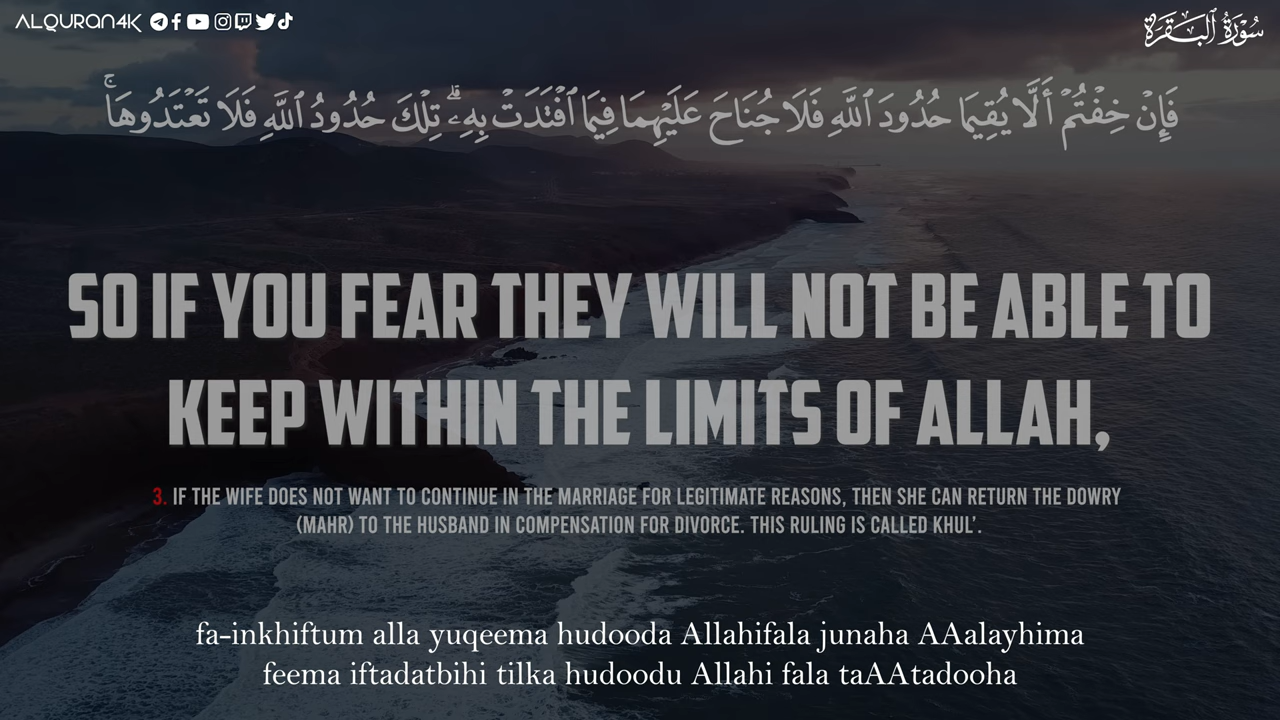 ALQURAN4K
سُورَةُ ٱلْبَقَرَةِ
فَإِنْ خِفْتُمْ أَلَّا يُقِيمَا حُدُودَ ٱللَّهِ فَلَا جُنَاحَ عَلَيْهِمَا فِيمَا ٱفْتَدَتْ بِهِۦ ۗ تِلْكَ حُدُودُ ٱللَّهِ فَلَا تَعْتَدُوهَا ۚ
SO IF YOU FEAR THEY WILL NOT BE ABLE TO
KEEP WITHIN THE LIMITS OF ALLAH,
3. IF THE WIFE DOES NOT WANT TO CONTINUE IN THE MARRIAGE FOR LEGITIMATE REASONS, THEN SHE CAN RETURN THE DOWRY
(MAHR) TO THE HUSBAND IN COMPENSATION FOR DIVORCE. THIS RULING IS CALLED KHUL’.
fa-inkhiftum alla yuqeema hudooda Allahifala junaha AAalayhima
feema iftadatbihi tilka hudoodu Allahi fala taAAtadooha